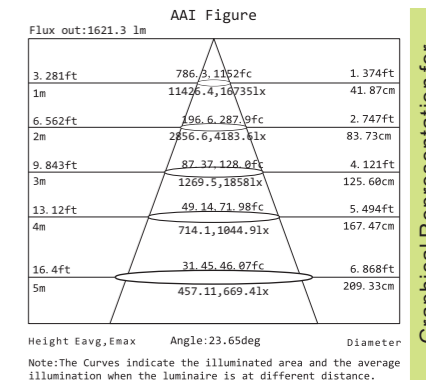 AAI Figure
Flux out:1621.3 lm
3. 281ft 786. 3. 1152fc 1. 374ft
1m 11426.4,16735lx 41. 87cm
6. 562ft 196. 6. 287. 9fc 2. 747ft
2m 2856.6,4183.6lx 83. 73cm
9. 843ft 87. 37, 128. 0fc 4. 121ft
3m 1269.5,1858lx 125. 60cm
13. 12ft 49. 14. 71. 98fc 5. 494ft
4m 714.1,1044.9lx 167. 47cm
16. 4ft 31. 45. 46. 07fc 6. 868ft
5m 457.11,669.4lx 209. 33cm
Height Eavg,Emax Angle:23.65deg Diameter
Note:The Curves indicate the illuminated area and the average
illumination when the luminaire is at different distance.
Graphical Representation for